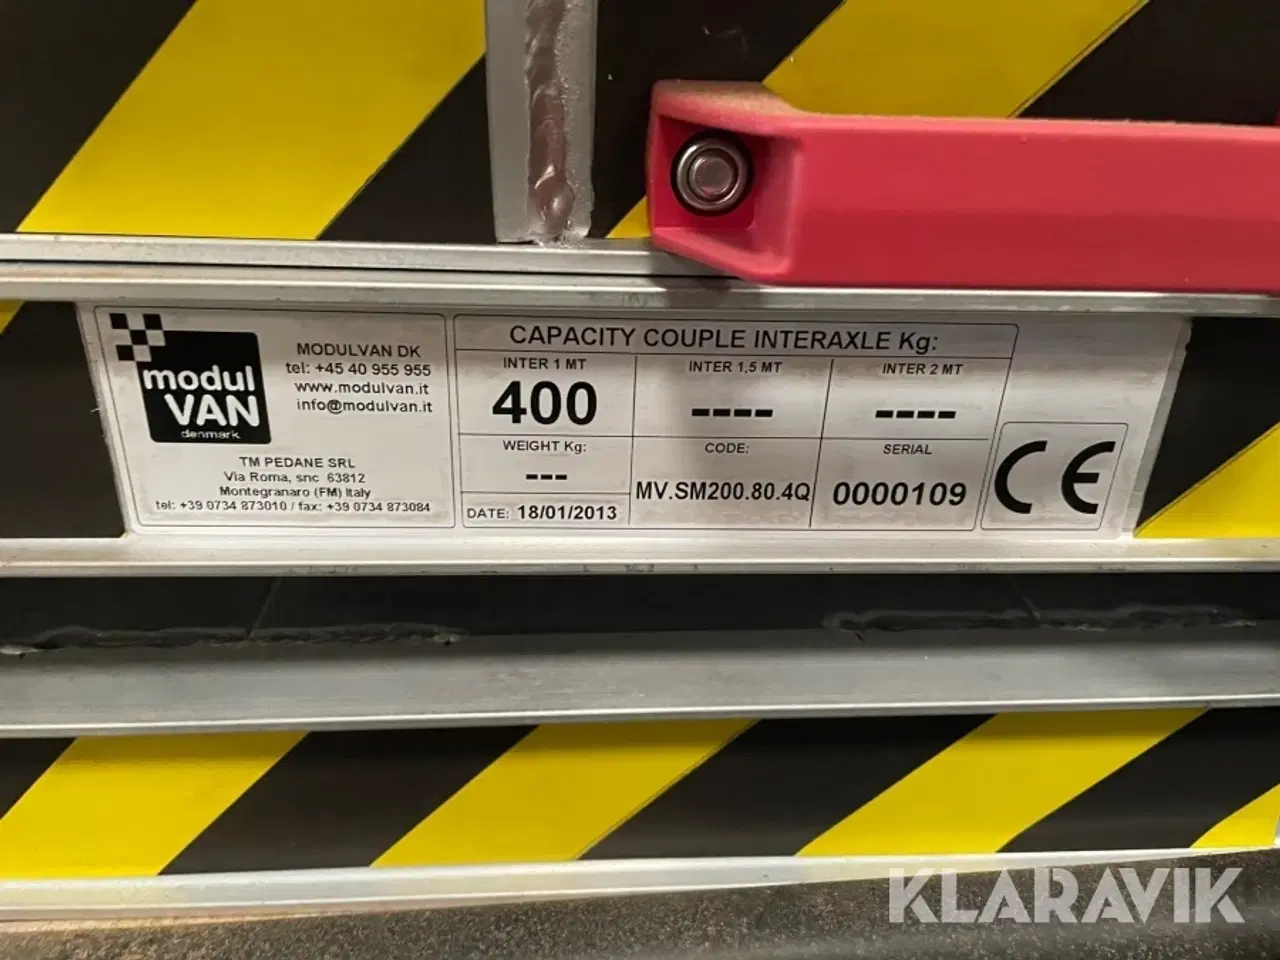 modul
VAN
denmark
MODULVAN DK
tel: +45 40 955 955
www.modulvan.it
info@modulvan.it
TM PEDANE SRL
Via Roma, snc 63812
Montegranaro (FM) Italy
tel: +39 0734 873010 / fax: +39 0734 873084
CAPACITY COUPLE INTERAXLE Kg:
INTER 1 MT
400
INTER 1,5 MT
----
INTER 2 MT
----
WEIGHT Kg:
---
DATE: 18/01/2013
CODE:
MV.SM200.80.4Q
SERIAL
0000109
CE
KLARAVIK